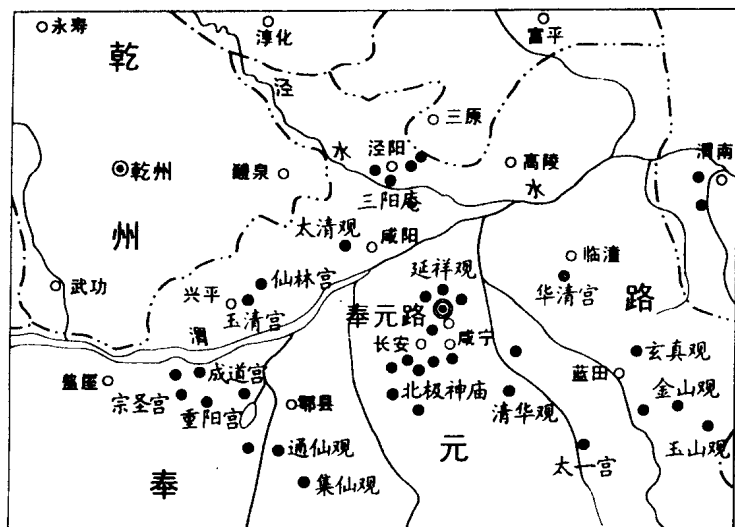 永寿
淳化
富平
乾
泾
三原
水
泾阳
高陵
渭南
乾州
醴泉
水
三阳庵
州
太清观
咸阳
临潼
延祥观
仙林宫
华清宫
武功
兴平
路
玉清宫
奉元路
渭
咸宁
长安
玄真观
盩厔
成道宫
蓝田
宗圣宫
北极神庙
金山观
重阳宫
鄠县
清华观
通仙观
元
太一宫
玉山观
奉
集仙观